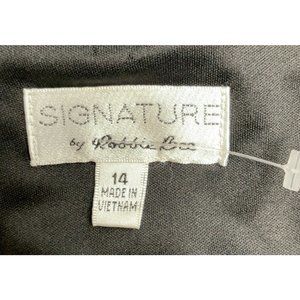 SIGNATURE
by Robbie Bee
14
MADE IN
VIETNAM